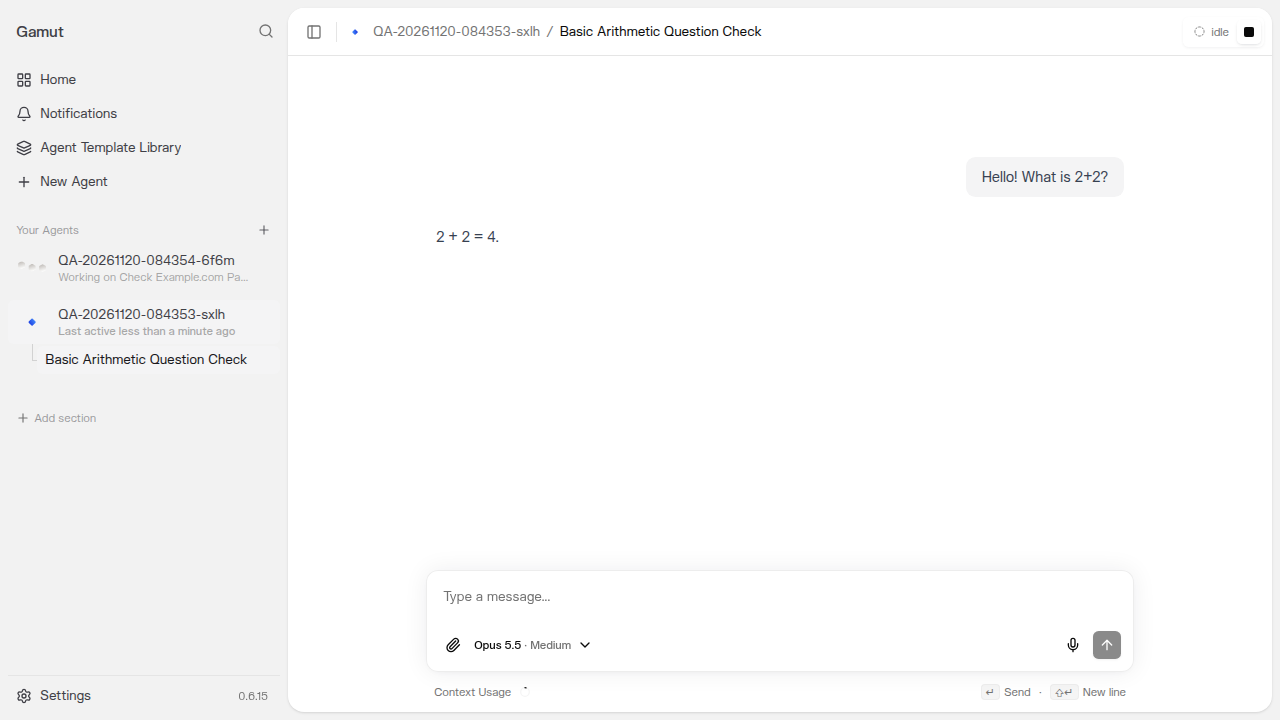 Gamut
Home
Notifications
Agent Template Library
New Agent
Your Agents
QA-20261120-084354-6f6m
Working on Check Example.com Pa...
QA-20261120-084353-sxlh
Last active less than a minute ago
Basic Arithmetic Question Check
Add section
Settings
0.6.15
QA-20261120-084353-sxlh / Basic Arithmetic Question Check
idle
Hello! What is 2+2?
2 + 2 = 4.
Type a message...
Opus 5.5 · Medium
Context Usage
↵ Send · ⇧↵ New line